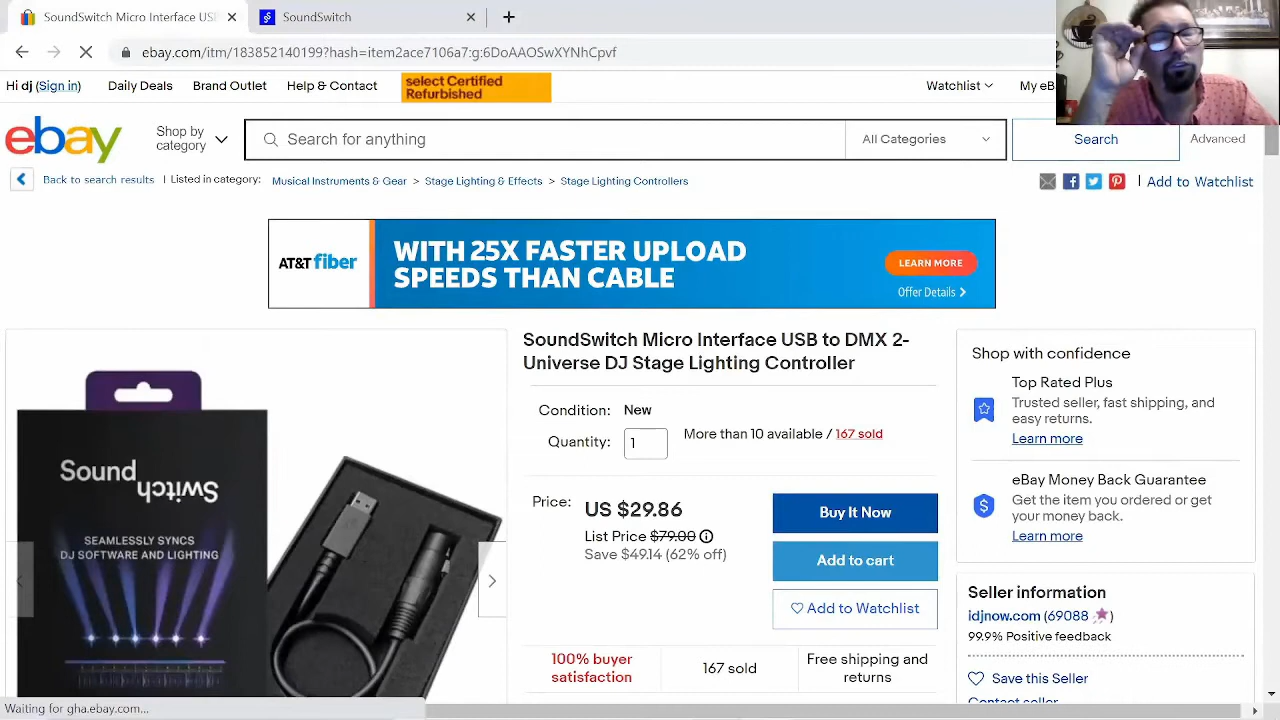 SoundSwitch Micro Interface USB
SoundSwitch
ebay.com/itm/183852140199?hash=item2ace7106a7:g:6DoAAOSwXYNhCpvf
Hi dj (Sign in)
Daily Deals
Brand Outlet
Help & Contact
select Certified
Refurbished
Watchlist
My eB
ebay
Shop by
category
Search for anything
All Categories
Search
Advanced
Back to search results
Listed in category:
Musical Instruments & Gear > Stage Lighting & Effects > Stage Lighting Controllers
Add to Watchlist
AT&T fiber
WITH 25X FASTER UPLOAD
SPEEDS THAN CABLE
LEARN MORE
Offer Details >
SoundSwitch Micro Interface USB to DMX 2-
Universe DJ Stage Lighting Controller
Condition: New
Quantity: 1
More than 10 available / 167 sold
Price: US $29.86
List Price $79.00
Save $49.14 (62% off)
Buy It Now
Add to cart
Add to Watchlist
100% buyer
satisfaction
167 sold
Free shipping and
returns
Shop with confidence
Top Rated Plus
Trusted seller, fast shipping, and
easy returns.
Learn more
eBay Money Back Guarantee
Get the item you ordered or get
your money back.
Learn more
Seller information
idjnow.com (69088)
99.9% Positive feedback
Save this Seller
Contact seller
Sound
Switch
SEAMLESSLY SYNCS
DJ SOFTWARE AND LIGHTING
Waiting for gha.ebay.com...